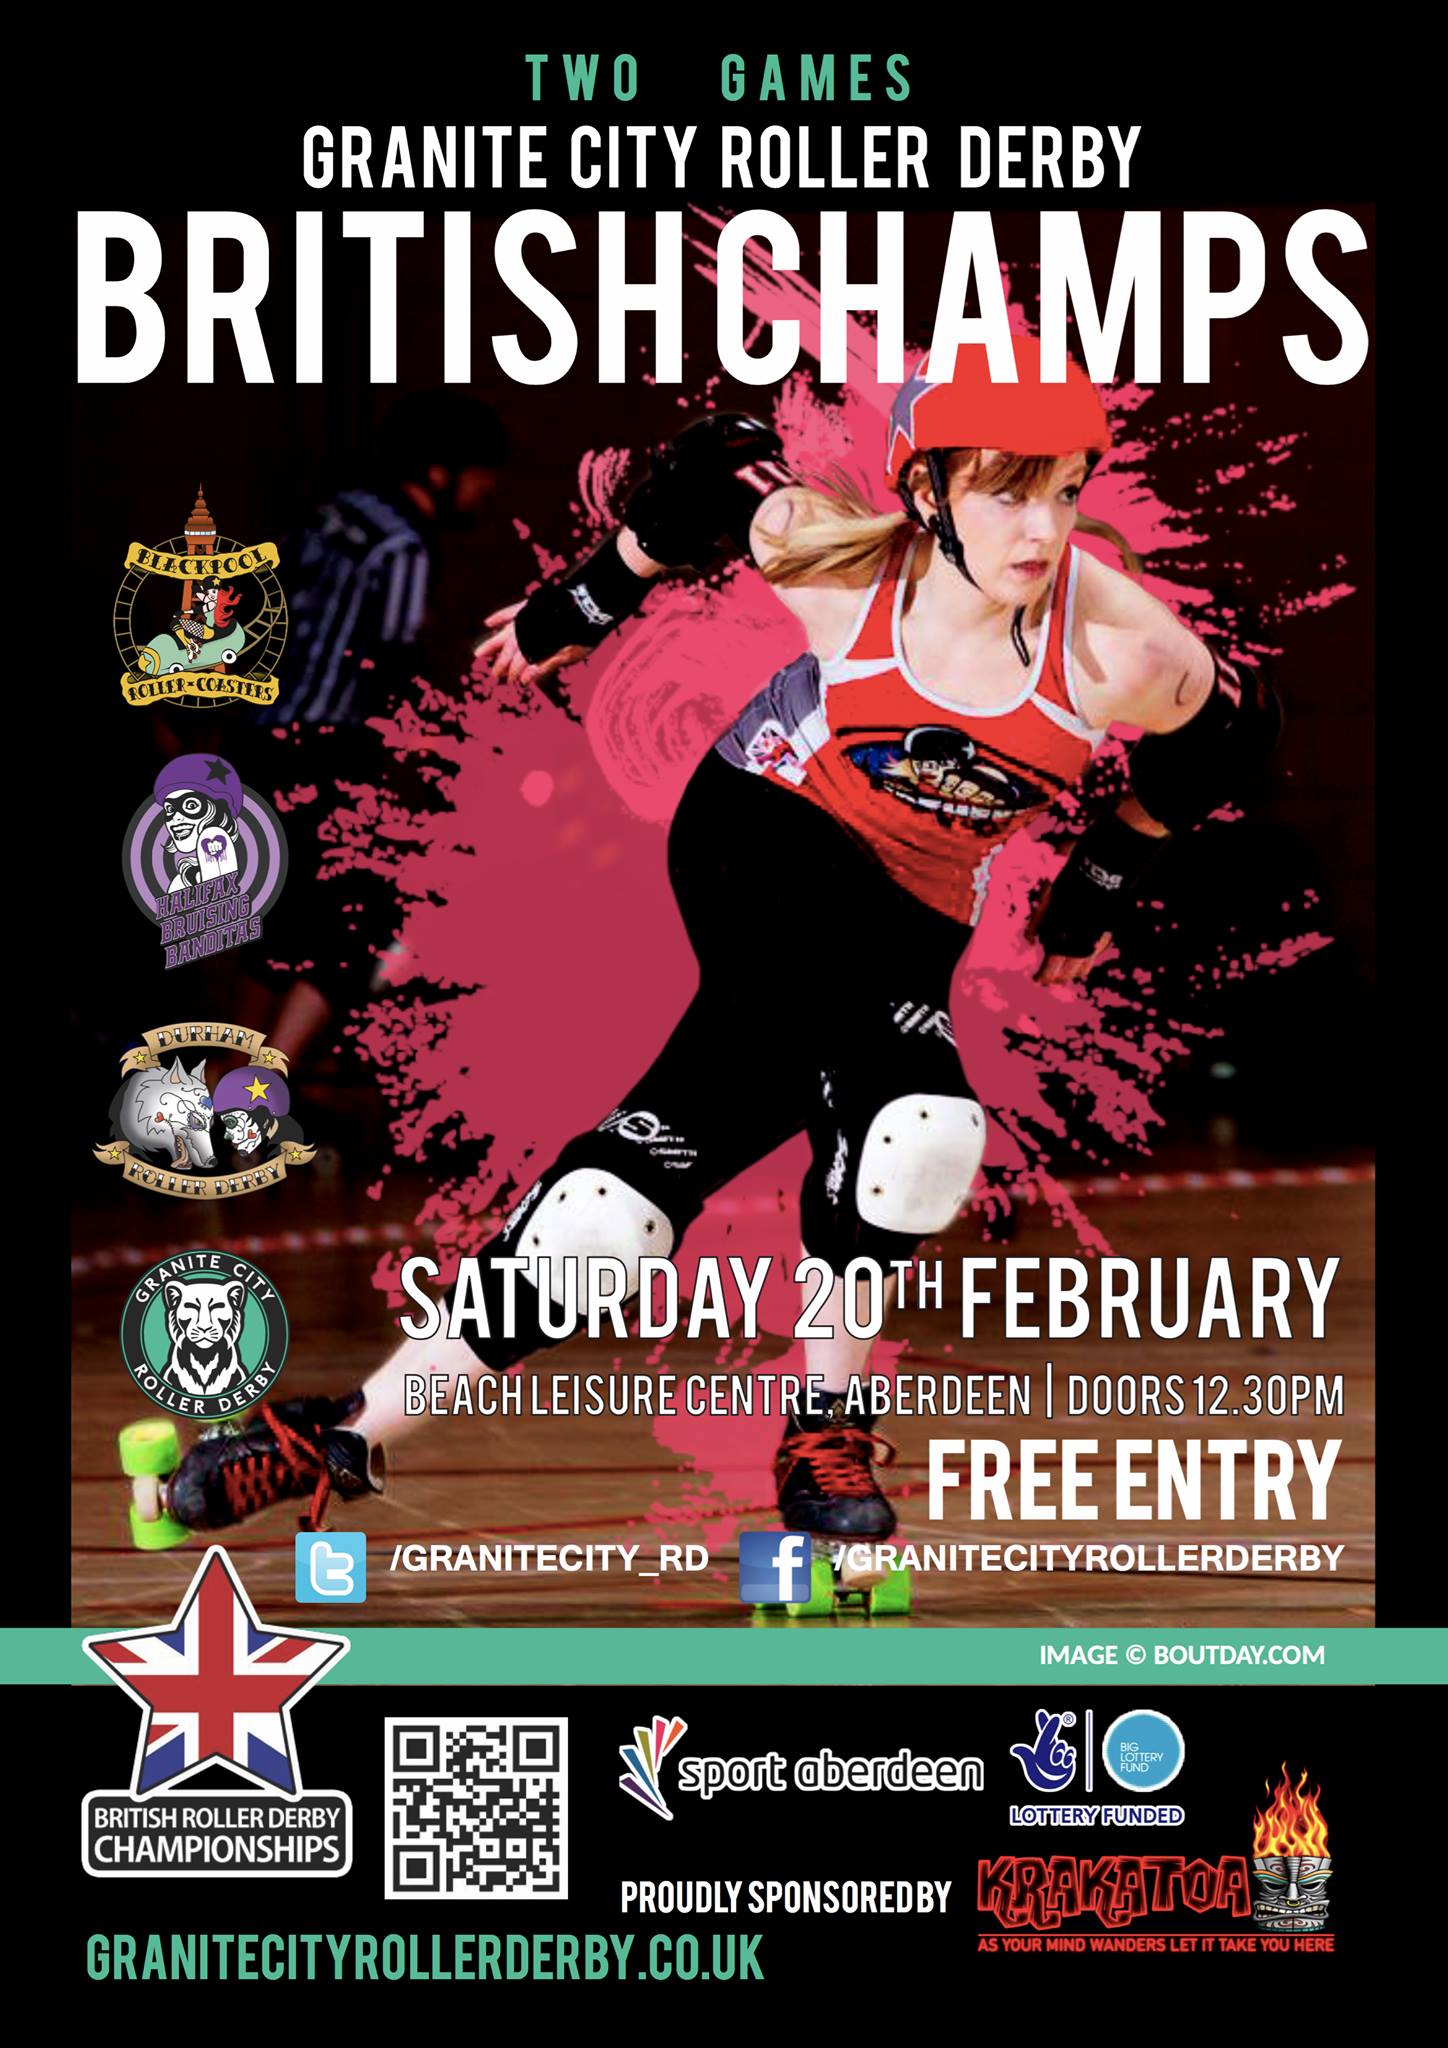 TWO GAMES
GRANITE CITY ROLLER DERBY
BRITISH CHAMPS
BLACKPOOL
ROLLER-COASTERS
HALIFAX
BRUISING
BANDITAS
DURHAM
ROLLER DERBY
GRANITE CITY
ROLLER DERBY
SATURDAY 20TH FEBRUARY
BEACH LEISURE CENTRE, ABERDEEN | DOORS 12.30PM
FREE ENTRY
/GRANITECITY_RD
/GRANITECITYROLLERDERBY
IMAGE © BOUTDAY.COM
BRITISH ROLLER DERBY
CHAMPIONSHIPS
sport aberdeen
BIG
LOTTERY
FUND
LOTTERY FUNDED
PROUDLY SPONSORED BY
KRAKATOA
AS YOUR MIND WANDERS LET IT TAKE YOU HERE
GRANITECITYROLLERDERBY.CO.UK